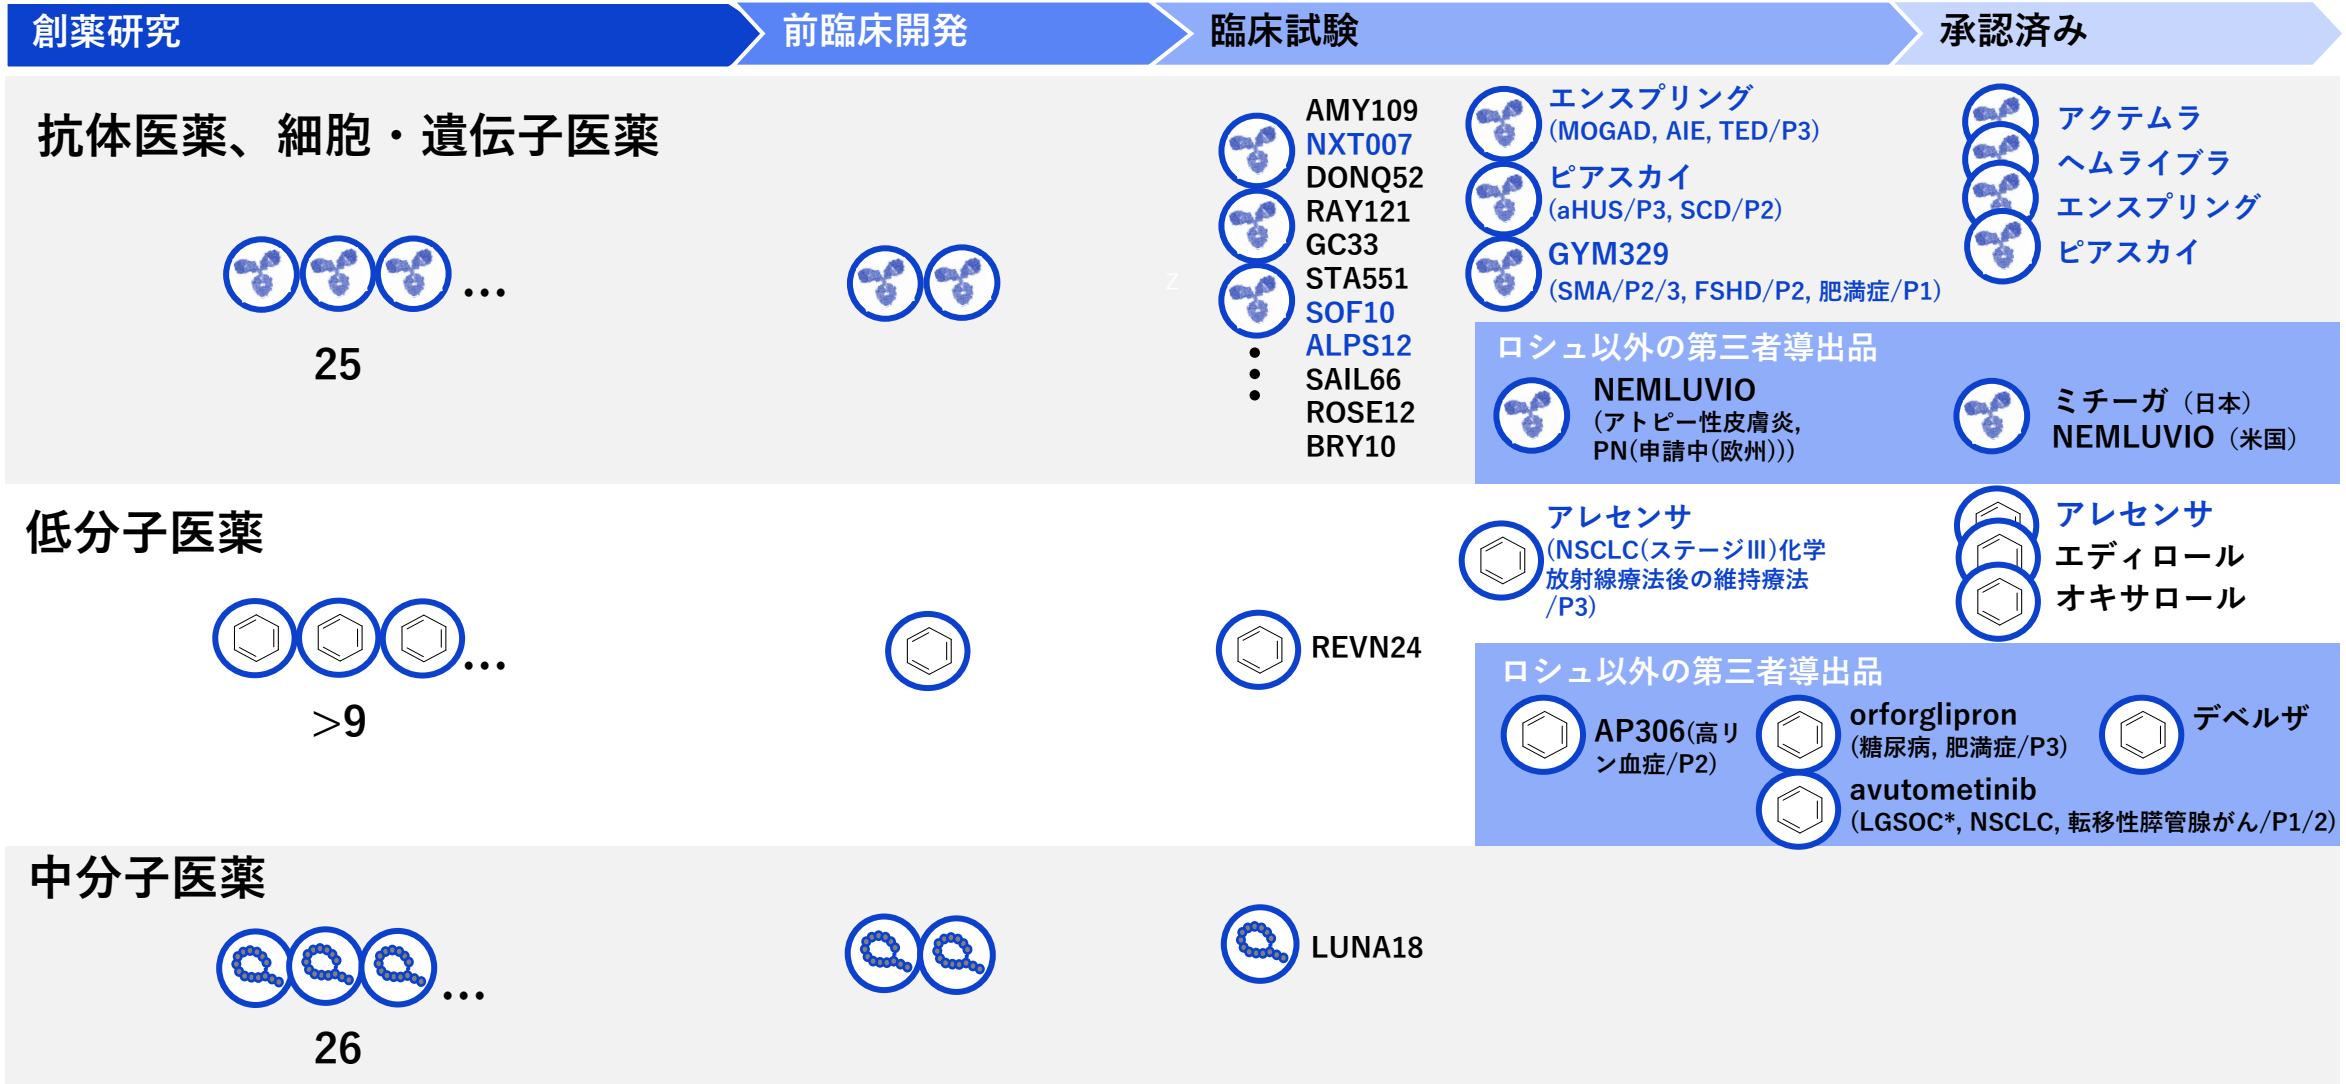 創薬研究
前臨床開発
臨床試験
承認済み
抗体医薬、細胞・遺伝子医薬
...
25
z
AMY109
NXT007
DONQ52
RAY121
GC33
STA551
SOF10
ALPS12
SAIL66
ROSE12
BRY10
エンスプリング
(MOGAD, AIE, TED/P3)
ピアスカイ
(aHUS/P3, SCD/P2)
GYM329
(SMA/P2/3, FSHD/P2, 肥満症/P1)
アクテムラ
ヘムライブラ
エンスプリング
ピアスカイ
ロシュ以外の第三者導出品
NEMLUVIO
(アトピー性皮膚炎,
PN(申請中(欧州)))
ミチーガ（日本）
NEMLUVIO（米国）
低分子医薬
...
>9
REVN24
アレセンサ
(NSCLC(ステージⅢ)化学
放射線療法後の維持療法
/P3)
アレセンサ
エディロール
オキサロール
ロシュ以外の第三者導出品
AP306(高リ
ン血症/P2)
orforglipron
(糖尿病, 肥満症/P3)
avutometinib
(LGSOC*, NSCLC, 転移性膵管腺がん/P1/2)
デベルザ
中分子医薬
...
26
LUNA18